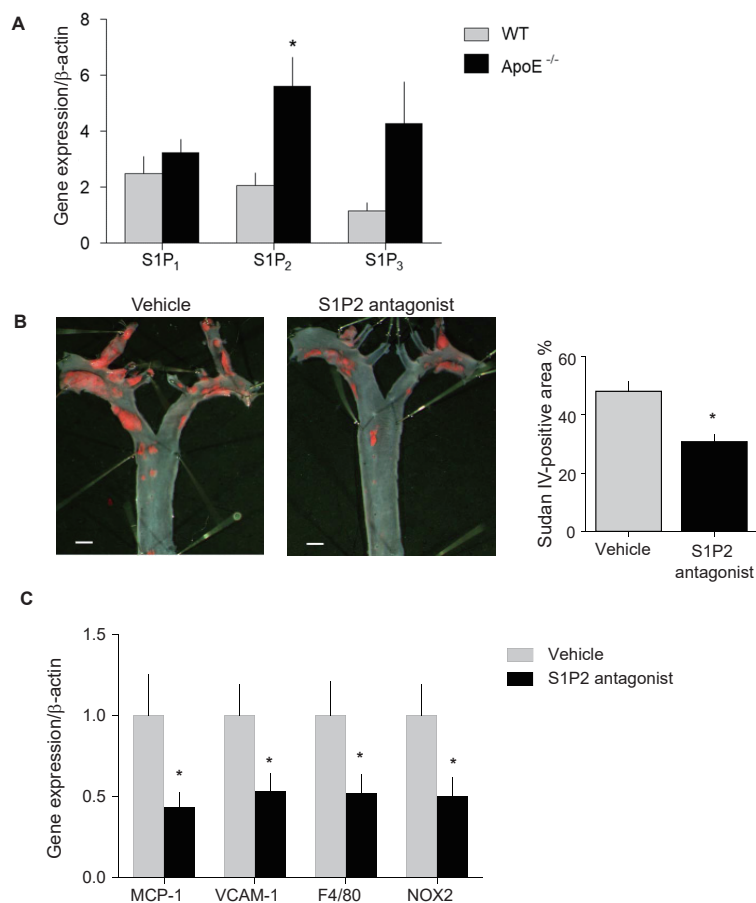 A
Gene expression/β-actin
8
6
4
2
0
*
S1P1
S1P2
S1P3
WT
ApoE -/-
B
Vehicle
S1P2 antagonist
Sudan IV-positive area %
60
40
20
0
*
Vehicle
S1P2
antagonist
C
Gene expression/β-actin
1.5
1.0
0.5
0.0
*
*
*
*
MCP-1
VCAM-1
F4/80
NOX2
Vehicle
S1P2 antagonist